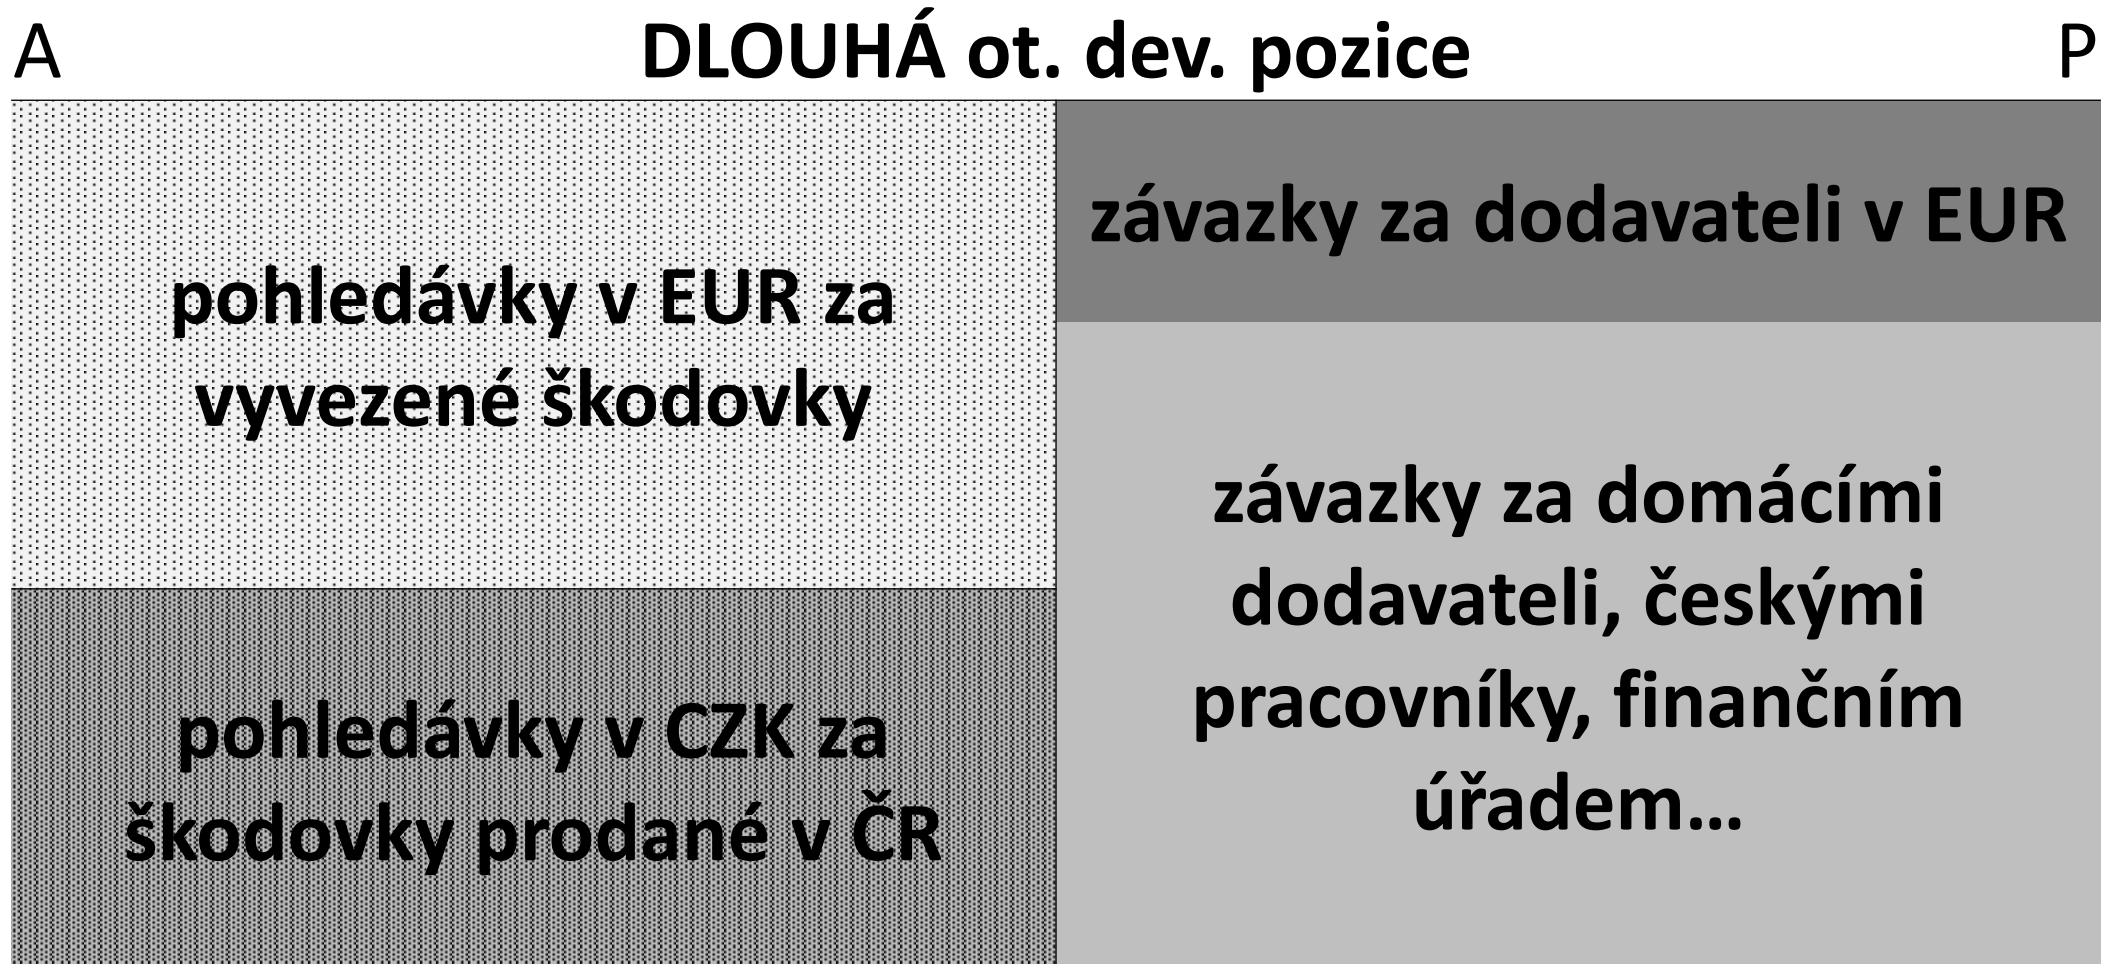 A DLOUHÁ ot. dev. pozice P
pohledávky v EUR za
vyvezené škodovky
pohledávky v CZK za
škodovky prodané v ČR
závazky za dodavateli v EUR
závazky za domácími
dodavateli, českými
pracovníky, finančním
úřadem...